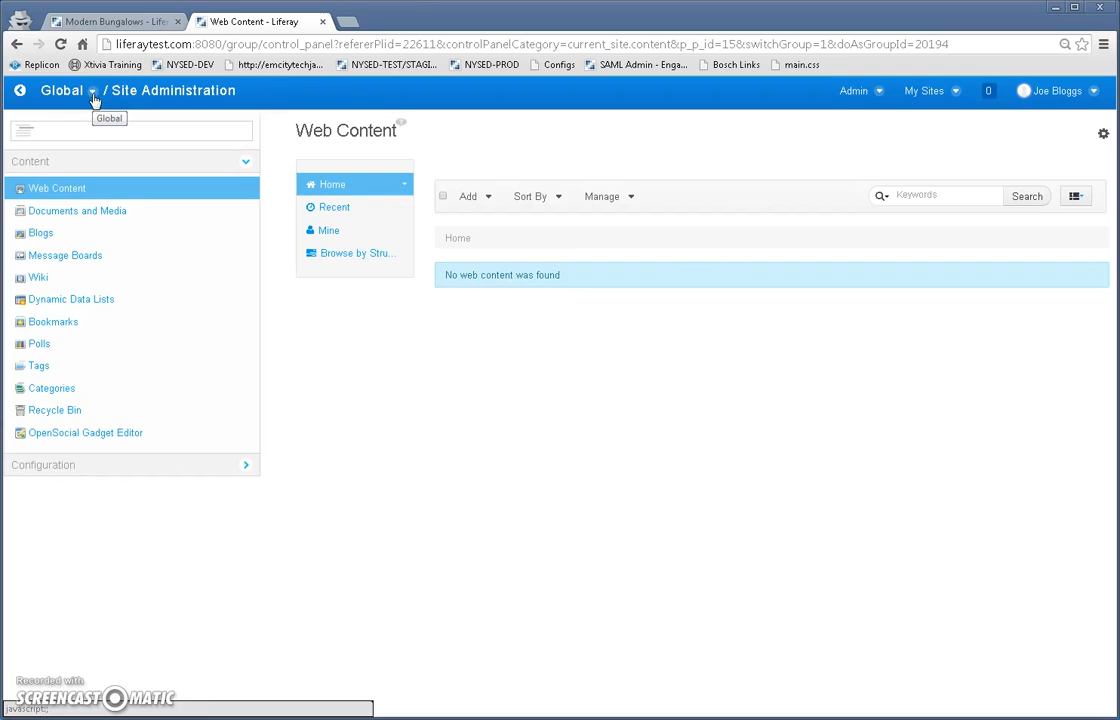 Modern Bungalows - Lifer
Web Content - Liferay
liferaytest.com:8080/group/control_panel?refererPlid=22611&controlPanelCategory=current_site.content&p_p_id=15&switchGroup=1&doAsGroupId=20194
Replicon Xtivia Training NYSED-DEV http://emcitytechja... NYSED-TEST/STAGI... NYSED-PROD Configs SAML Admin - Enga... Bosch Links main.css
Global / Site Administration
Admin My Sites 0 Joe Bloggs
Global
Web Content
Content
Web Content
Documents and Media
Blogs
Message Boards
Wiki
Dynamic Data Lists
Bookmarks
Polls
Tags
Categories
Recycle Bin
OpenSocial Gadget Editor
Configuration
Home
Recent
Mine
Browse by Stru...
Add Sort By Manage Keywords Search
Home
No web content was found
Recorded with
SCREENCAST MATIC
javascript:;